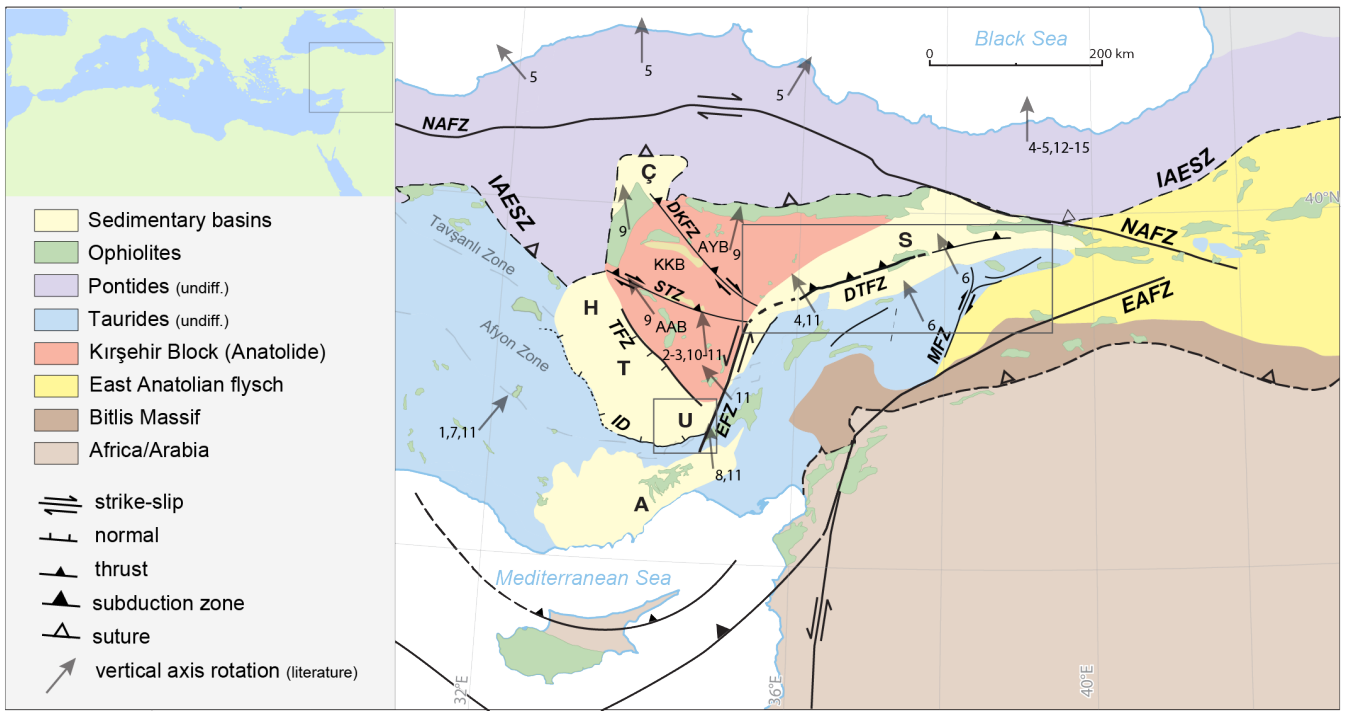 Sedimentary basins
Ophiolites
Pontides (undiff.)
Taurides (undiff.)
Kırşehir Block (Anatolide)
East Anatolian flysch
Bitlis Massif
Africa/Arabia
strike-slip
normal
thrust
subduction zone
suture
vertical axis rotation (literature)
Black Sea
0 200 km
5
5
5
4-5,12-15
NAFZ
IAESZ
IAESZ
40°N
NAFZ
Ç
DKFZ
AYB
9
9
KKB
S
Tavşanlı Zone
STZ
H
9
AAB
TFZ
DTFZ
6
4,11
6
EAFZ
MFZ
Afyon Zone
2-3,10-11
T
11
1,7,11
ID
U
EFZ
8,11
A
Mediterranean Sea
32°E
36°E
40°E